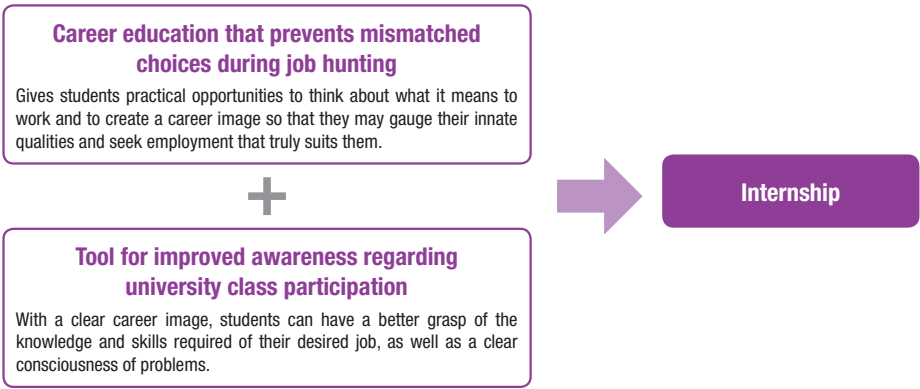 Career education that prevents mismatched
choices during job hunting
Gives students practical opportunities to think about what it means to
work and to create a career image so that they may gauge their innate
qualities and seek employment that truly suits them.
+
Tool for improved awareness regarding
university class participation
With a clear career image, students can have a better grasp of the
knowledge and skills required of their desired job, as well as a clear
consciousness of problems.
Internship